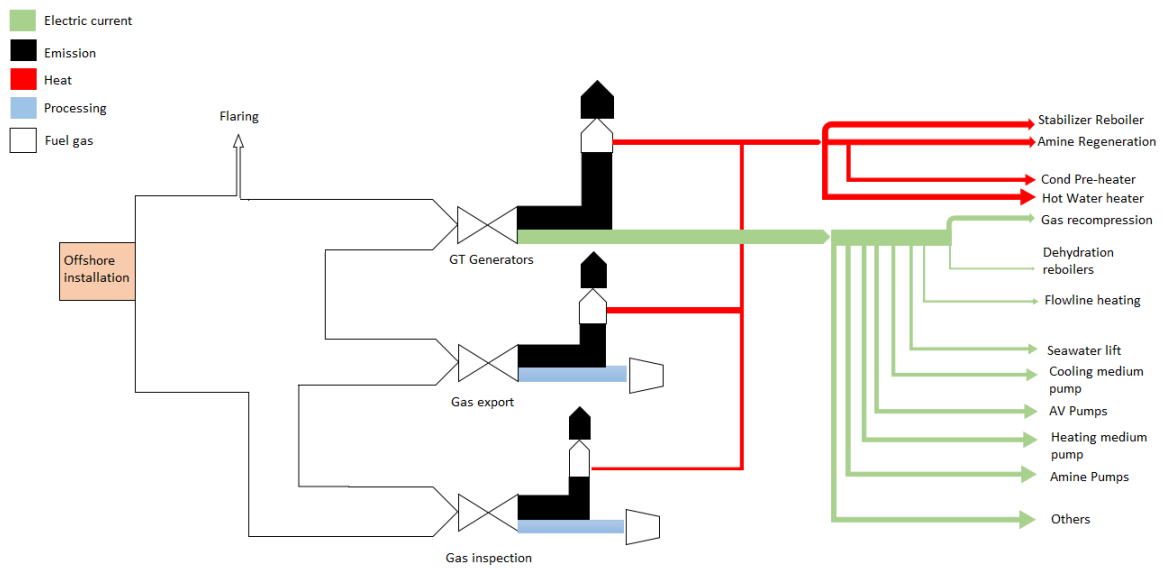 Electric current
Emission
Heat
Processing
Fuel gas
Flaring
Offshore
installation
GT Generators
Gas export
Gas inspection
Stabilizer Reboiler
Amine Regeneration
Cond Pre-heater
Hot Water heater
Gas recompression
Dehydration
reboilers
Flowline heating
Seawater lift
Cooling medium
pump
AV Pumps
Heating medium
pump
Amine Pumps
Others